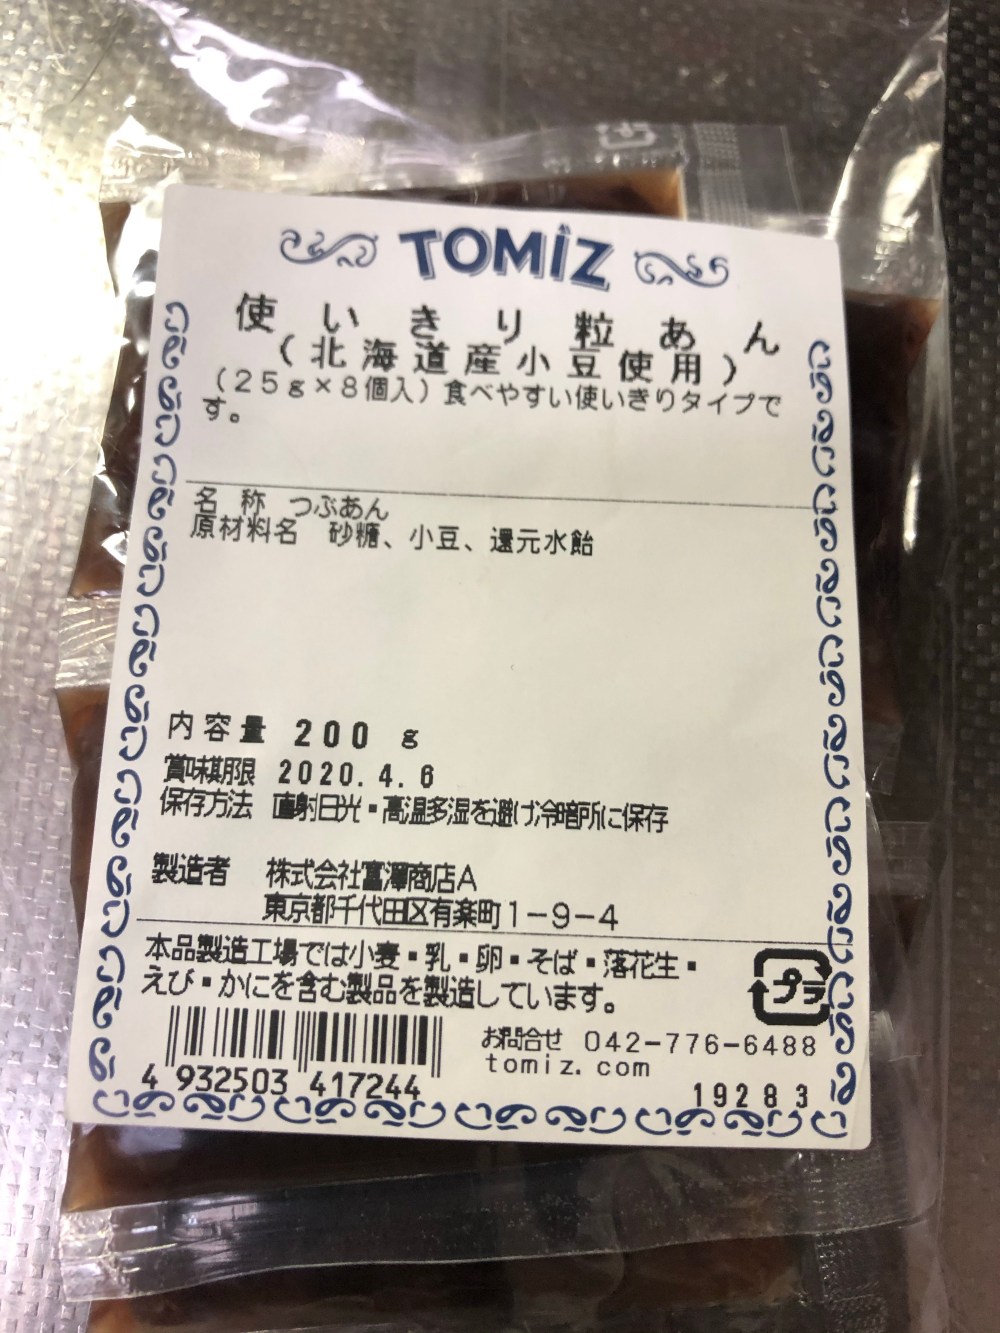 TOMIZ
使いきり粒あん
(北海道産小豆使用)
(25g×8個入)食べやすい使いきりタイプで
す。
名 称 つぶあん
原材料名 砂糖、小豆、還元水飴
内容量 200 g
賞味期限 2020.4.6
保存方法 直射日光・高温多湿を避け冷暗所に保存
製造者 株式会社富澤商店A
東京都千代田区有楽町1-9-4
本品製造工場では小麦・乳・卵・そば・落花生・
えび・かにを含む製品を製造しています。
プラ
お問合せ 042-776-6488
tomiz.com
4 932503 417244
19283